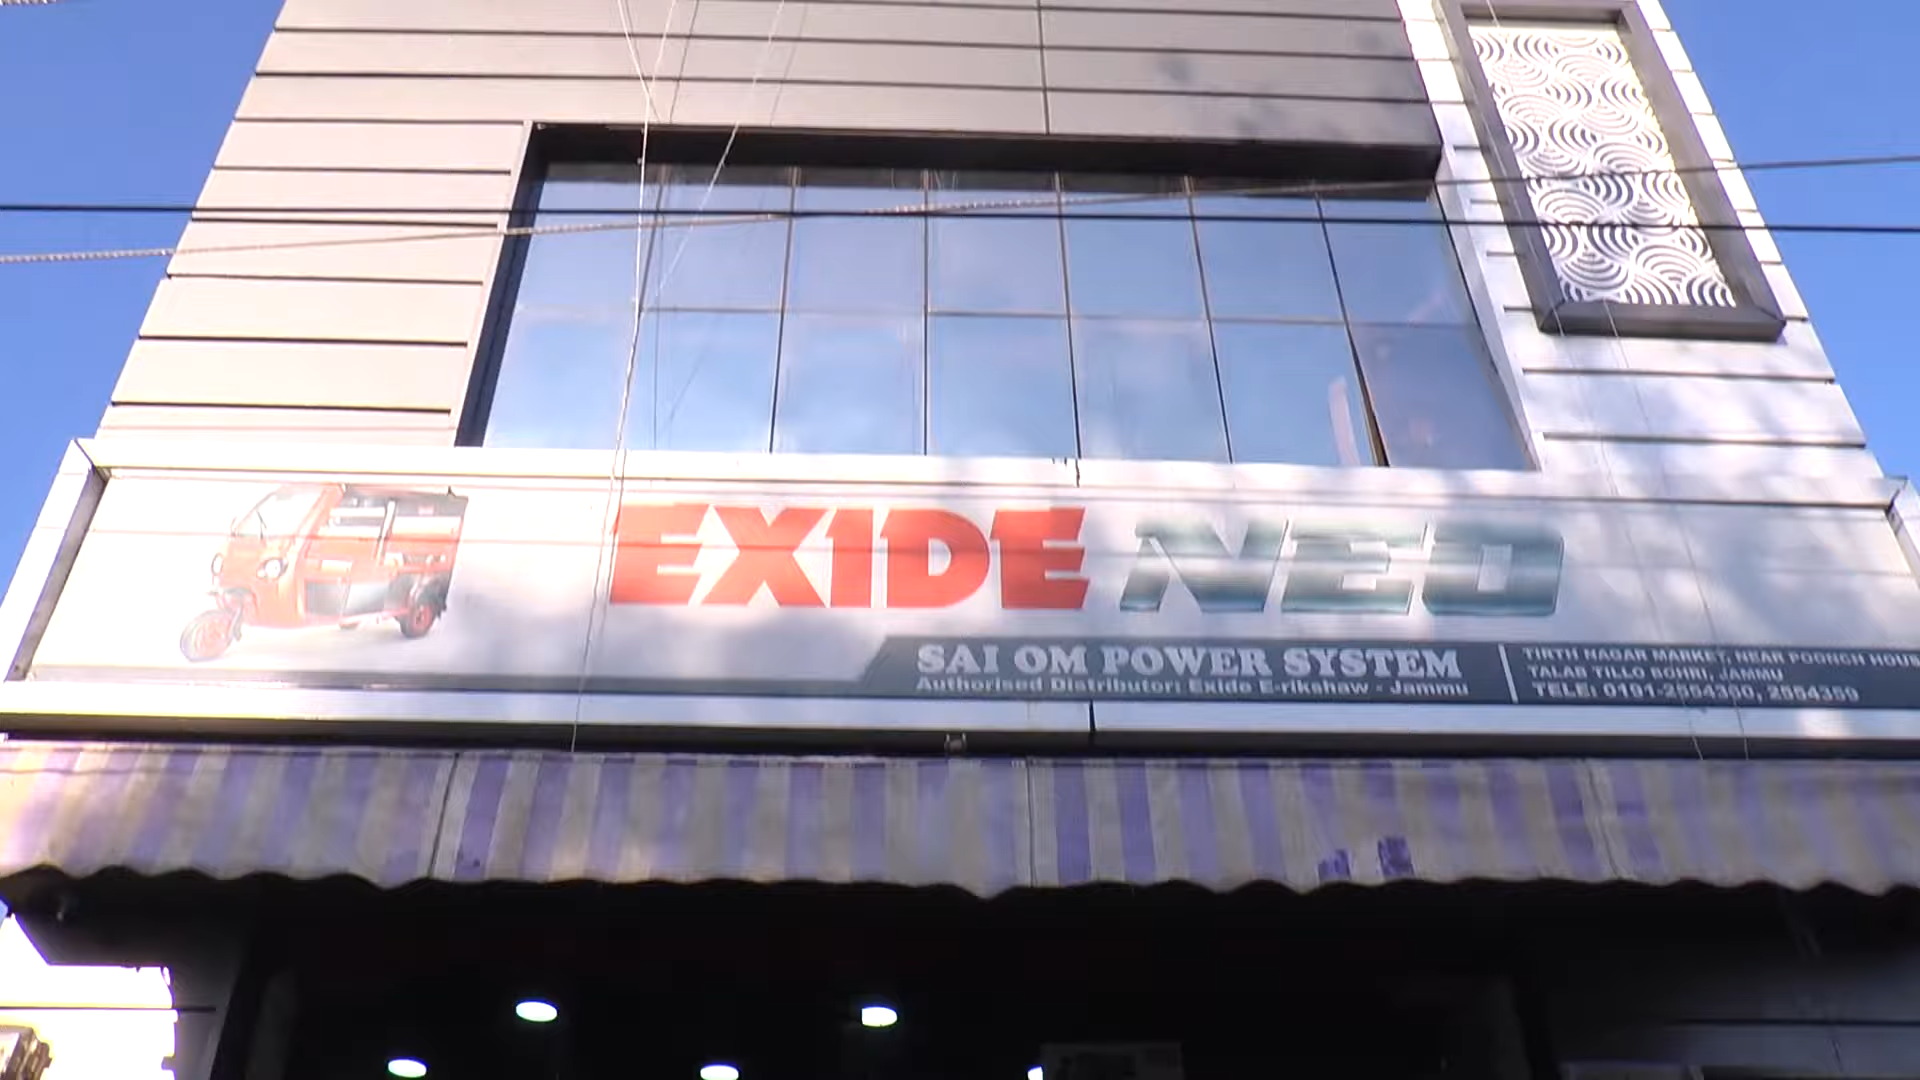 EXIDE NEO
SAI OM POWER SYSTEM
Authorised Distributor: Exide E-rikshaw - Jammu
TIRTH NAGAR MARKET, NEAR POONCH HOUS
TALAB TILLO BOHRI, JAMMU
TELE: 0191-2554360, 2554359